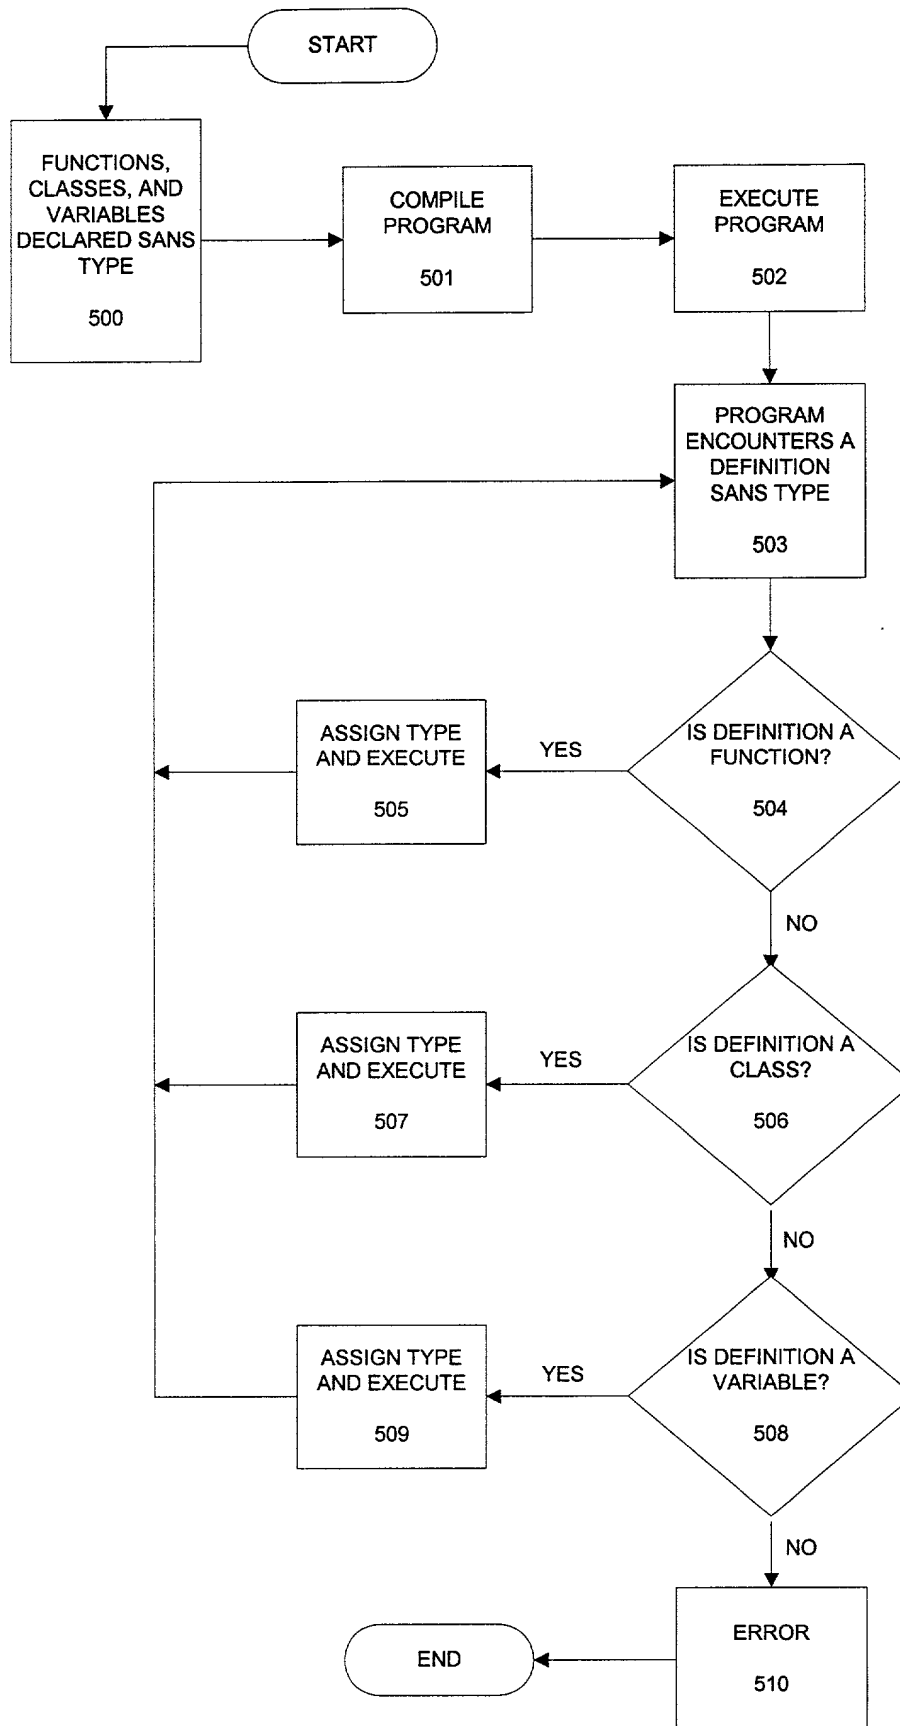 START
FUNCTIONS,
CLASSES, AND
VARIABLES
DECLARED SANS
TYPE
500
COMPILE
PROGRAM
501
EXECUTE
PROGRAM
502
PROGRAM
ENCOUNTERS A
DEFINITION
SANS TYPE
503
IS DEFINITION A
FUNCTION?
504
YES
ASSIGN TYPE
AND EXECUTE
505
NO
IS DEFINITION A
CLASS?
506
YES
ASSIGN TYPE
AND EXECUTE
507
NO
IS DEFINITION A
VARIABLE?
508
YES
ASSIGN TYPE
AND EXECUTE
509
NO
ERROR
510
END